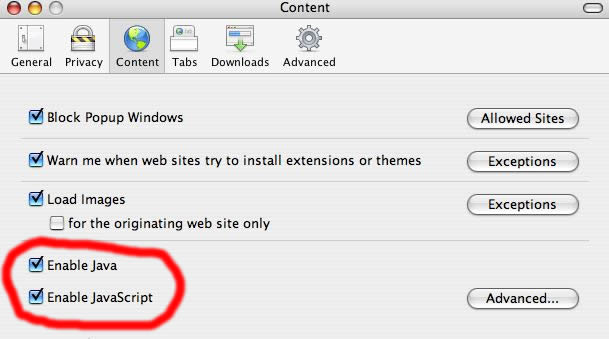 Content
General Privacy Content Tabs Downloads Advanced
Block Popup Windows Allowed Sites
Warn me when web sites try to install extensions or themes Exceptions
Load Images Exceptions
for the originating web site only
Enable Java
Enable JavaScript Advanced...